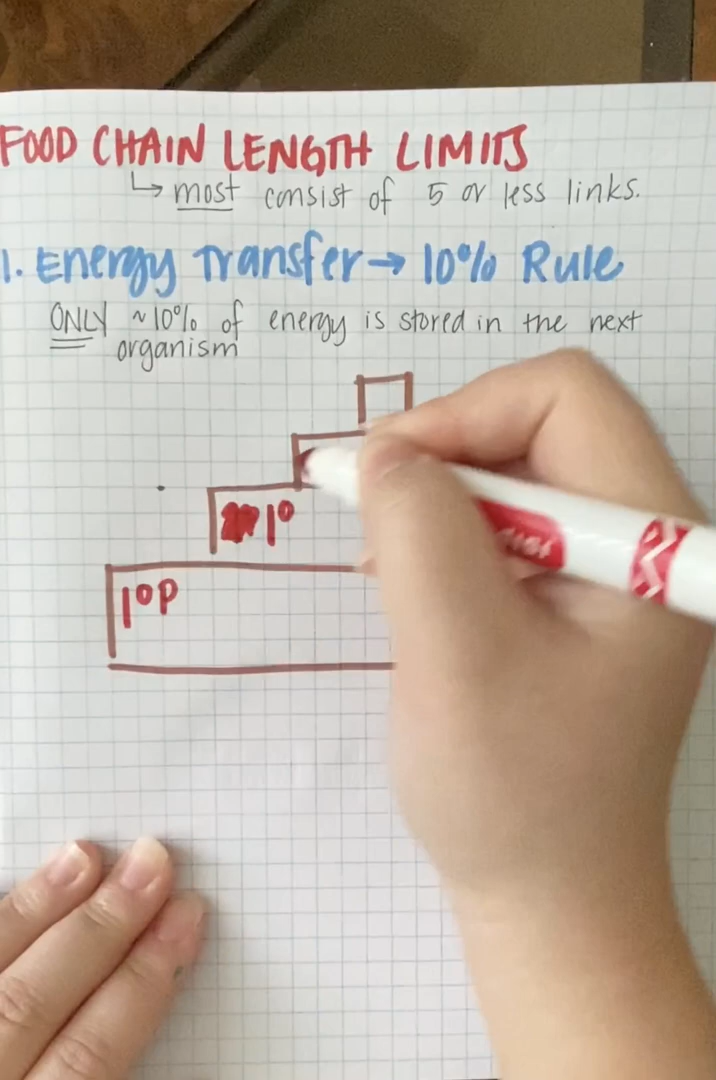 FOOD CHAIN LENGTH LIMITS
↳ most consist of 5 or less links.
1. Energy Transfer → 10% Rule
ONLY ~10% of energy is stored in the next
organism
1°
1°P